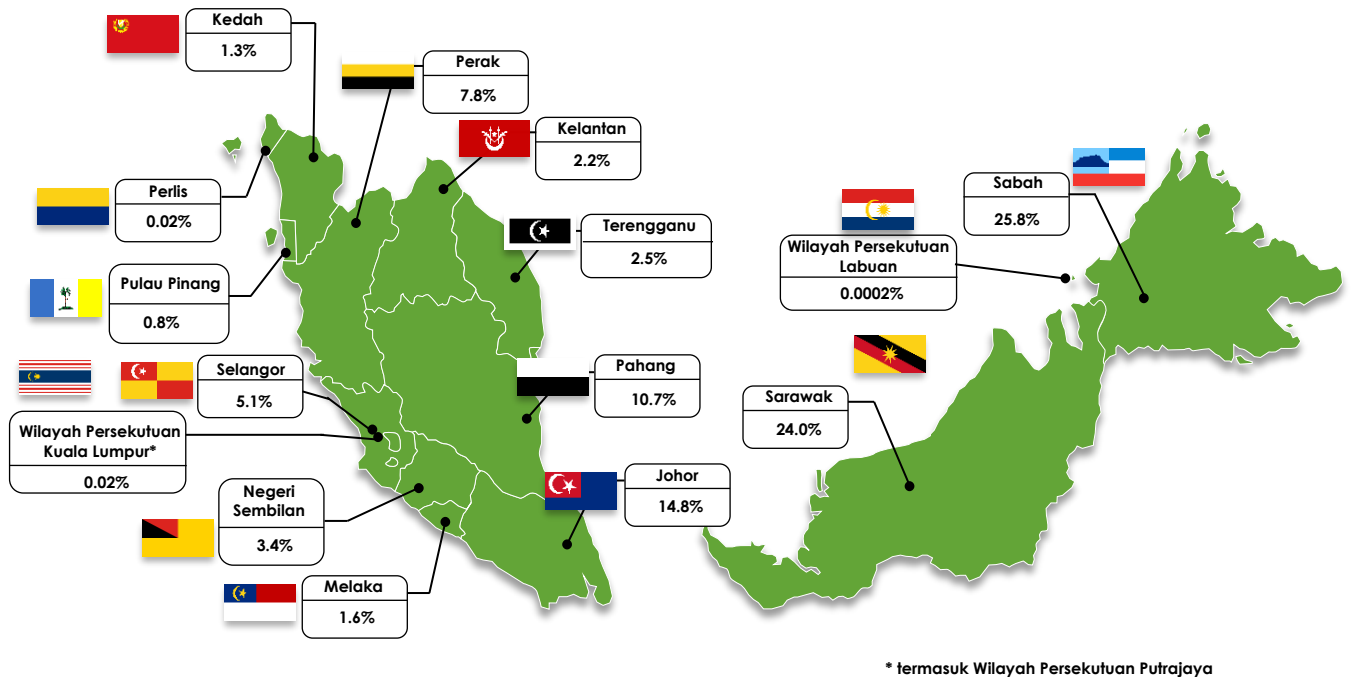 Kedah
1.3%
Perak
7.8%
Kelantan
2.2%
Perlis
0.02%
Terengganu
2.5%
Pulau Pinang
0.8%
Selangor
5.1%
Wilayah Persekutuan
Kuala Lumpur*
0.02%
Pahang
10.7%
Negeri
Sembilan
3.4%
Johor
14.8%
Melaka
1.6%
Sabah
25.8%
Wilayah Persekutuan
Labuan
0.0002%
Sarawak
24.0%
* termasuk Wilayah Persekutuan Putrajaya